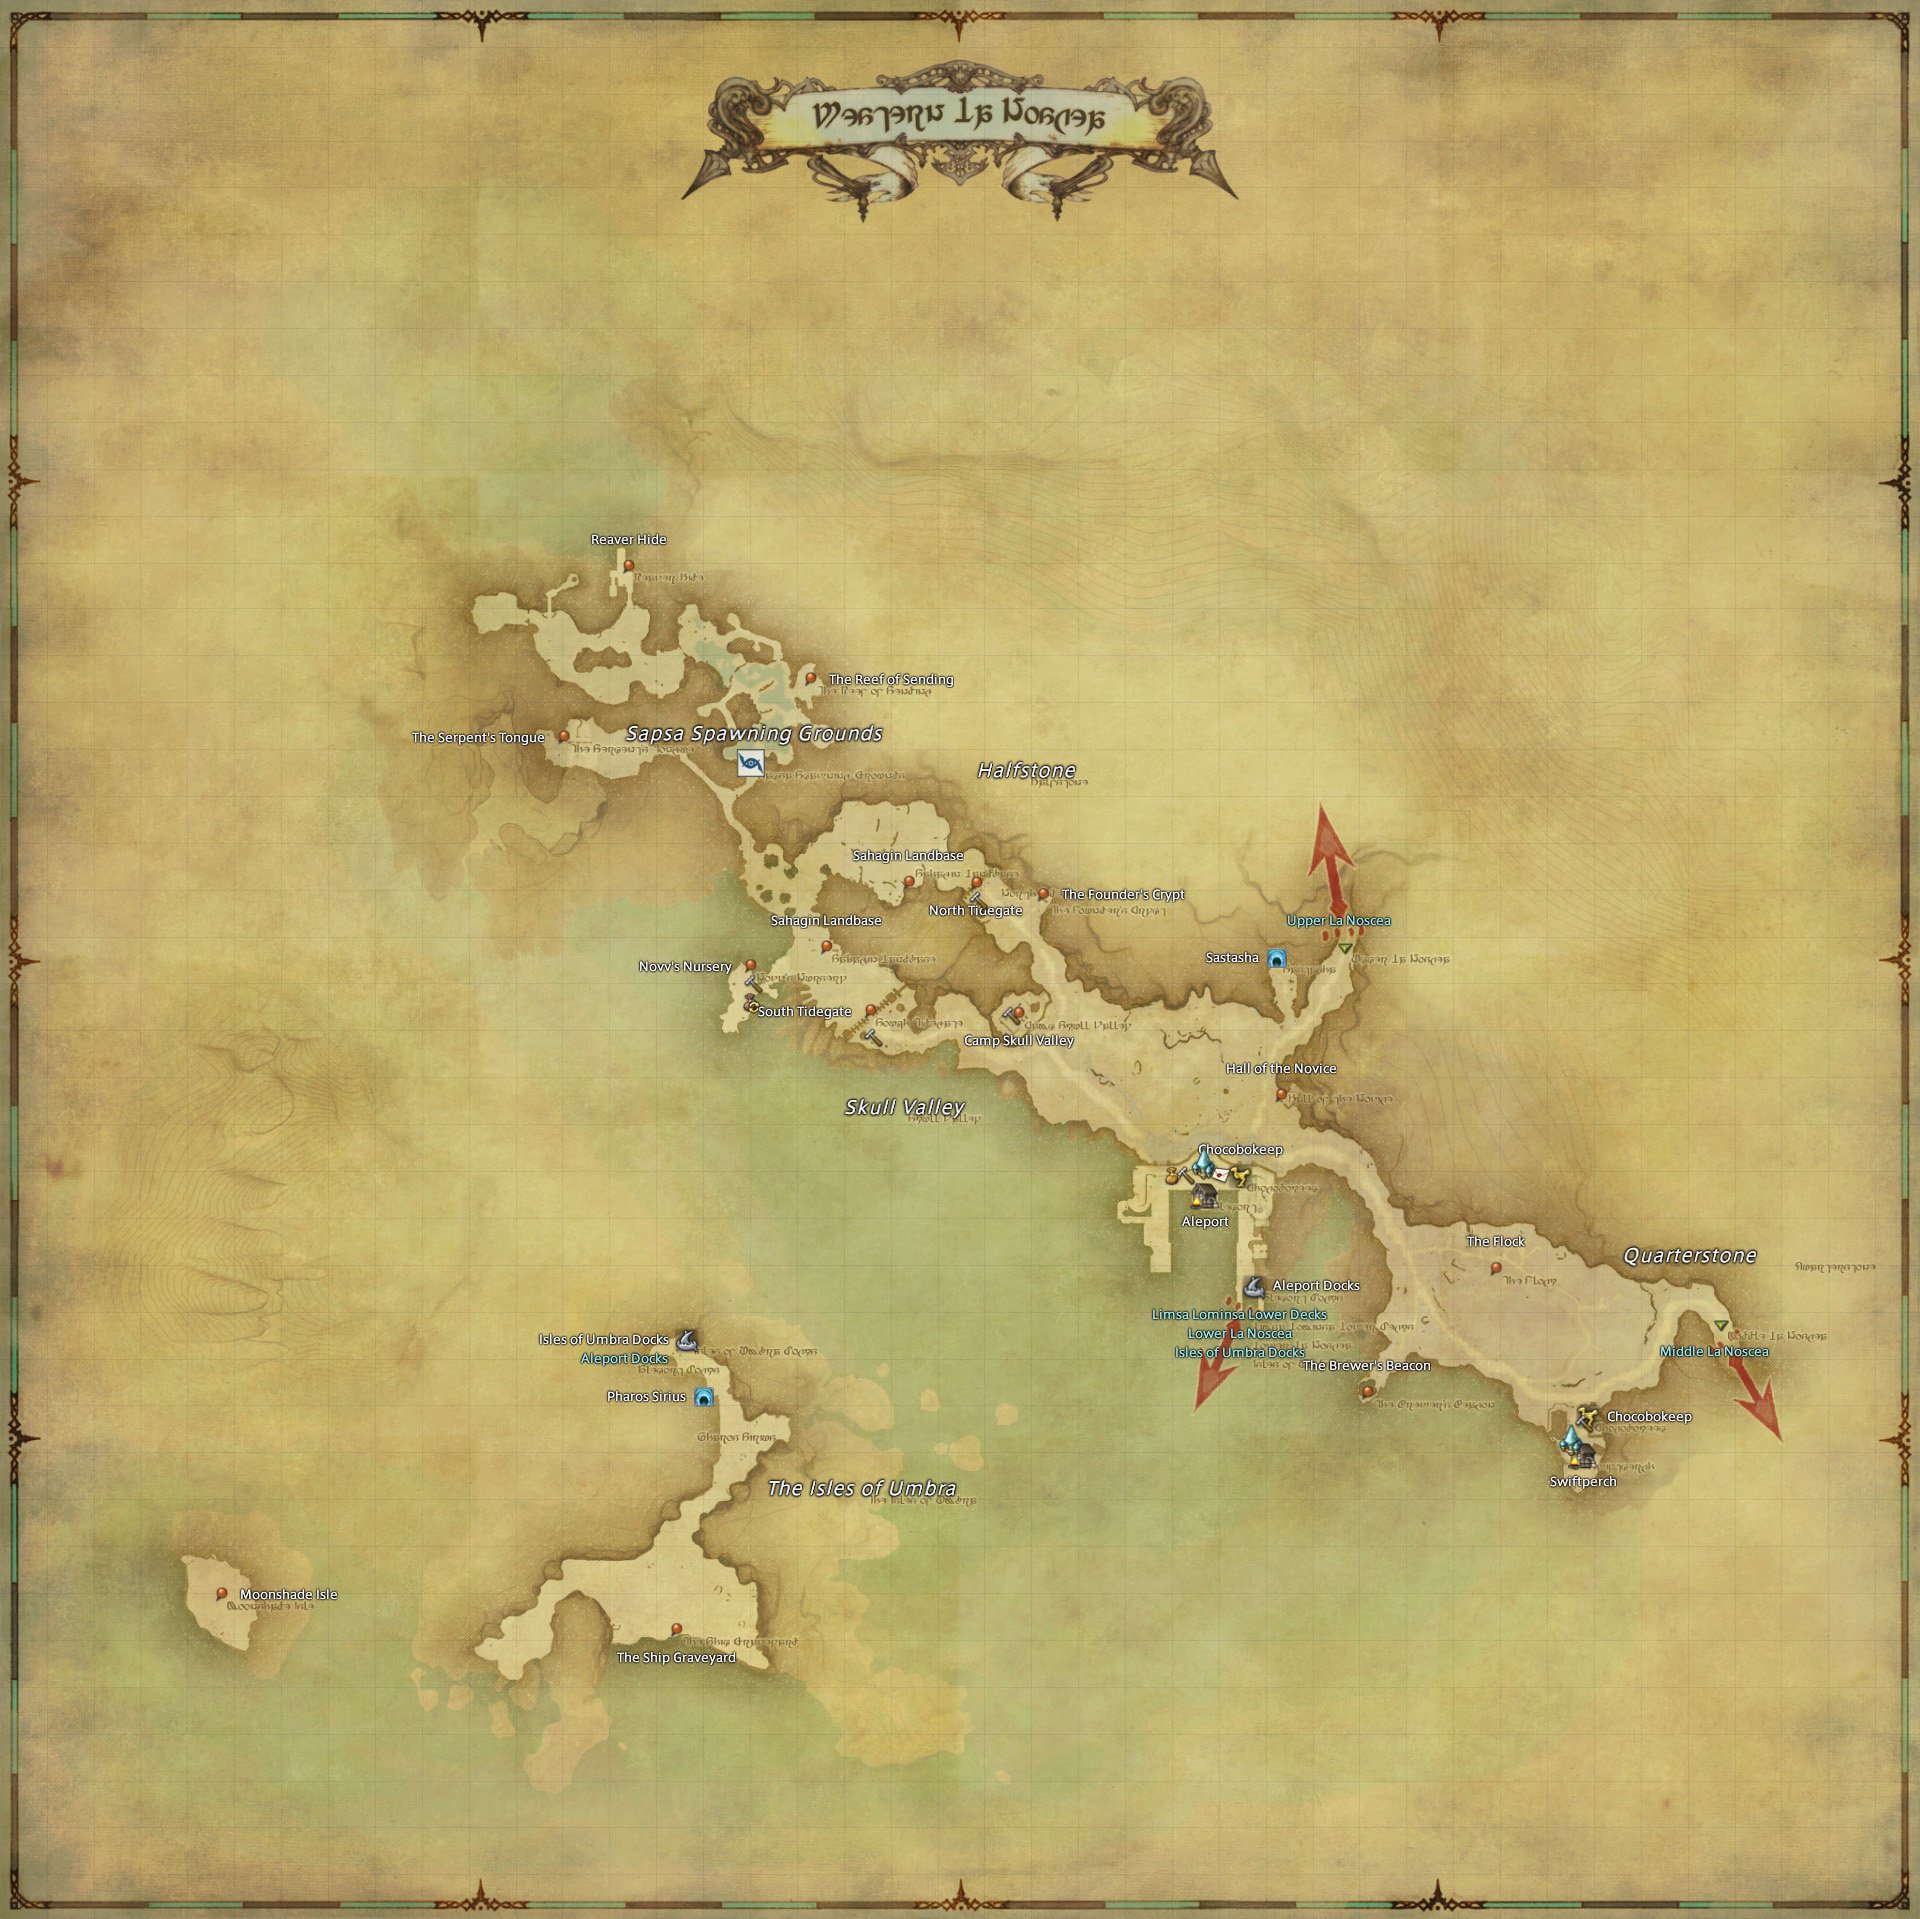 Western La Noscea
Reaver Hide
The Reef of Sending
Sapsa Spawning Grounds
The Serpent's Tongue
Halfstone
Sahagin Landbase
The Founder's Crypt
North Tidegate
Sahagin Landbase
Upper La Noscea
Sastasha
Novv's Nursery
South Tidegate
Camp Skull Valley
Hall of the Novice
Skull Valley
Chocobokeep
Aleport
The Flock
Quarterstone
Aleport Docks
Limsa Lominsa Lower Decks
Lower La Noscea
Isles of Umbra Docks
Isles of Umbra Docks
Aleport Docks
Middle La Noscea
The Brewer's Beacon
Pharos Sirius
Chocobokeep
Swiftperch
The Isles of Umbra
Moonshade Isle
The Ship Graveyard